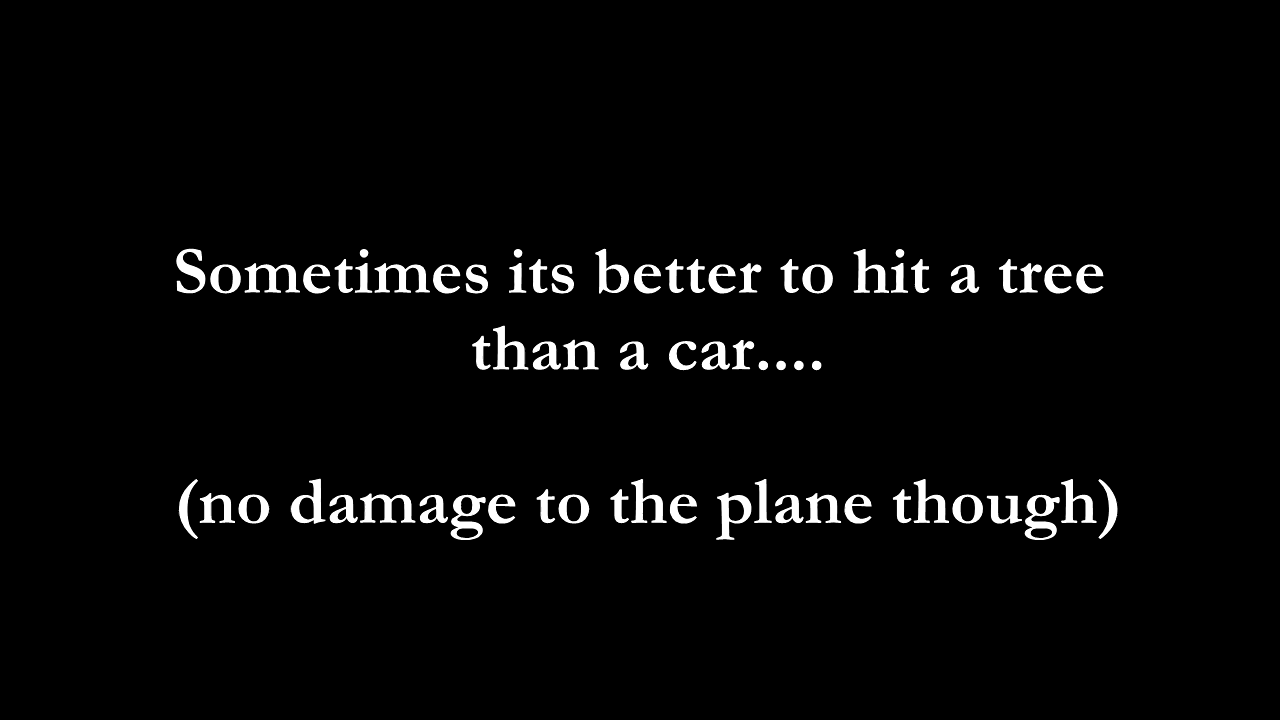 Sometimes its better to hit a tree
than a car....
(no damage to the plane though)